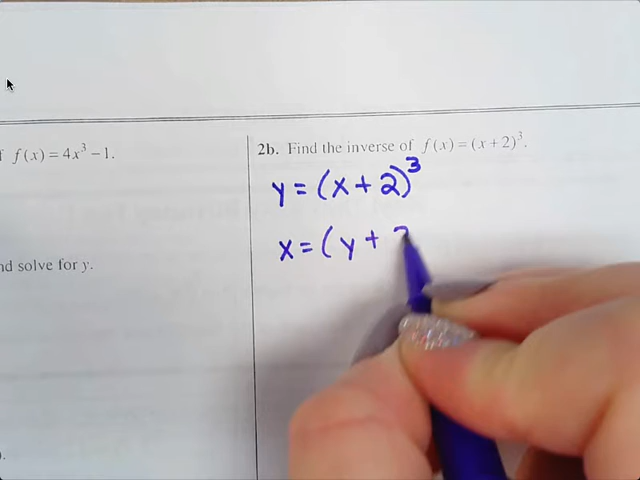 f f(x) = 4x³ − 1.
2b. Find the inverse of f(x) = (x + 2)³.
y = (x + 2)³
x = (y +
nd solve for y.
).